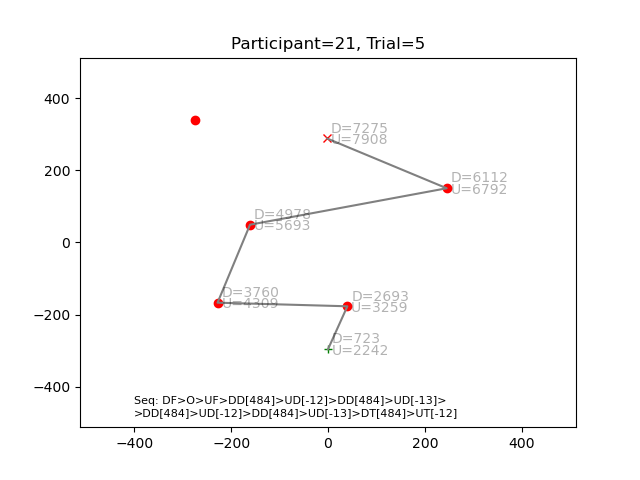 Participant=21, Trial=5
400
200
0
−200
−400
D=7275
U=7908
D=6112
U=6792
D=4978
U=5693
D=3760
U=4309
D=2693
U=3259
D=723
U=2242
Seq: DF>O>UF>DD[484]>UD[-12]>DD[484]>UD[-13]>
>DD[484]>UD[-12]>DD[484]>UD[-13]>DT[484]>UT[-12]
−400 −200 0 200 400